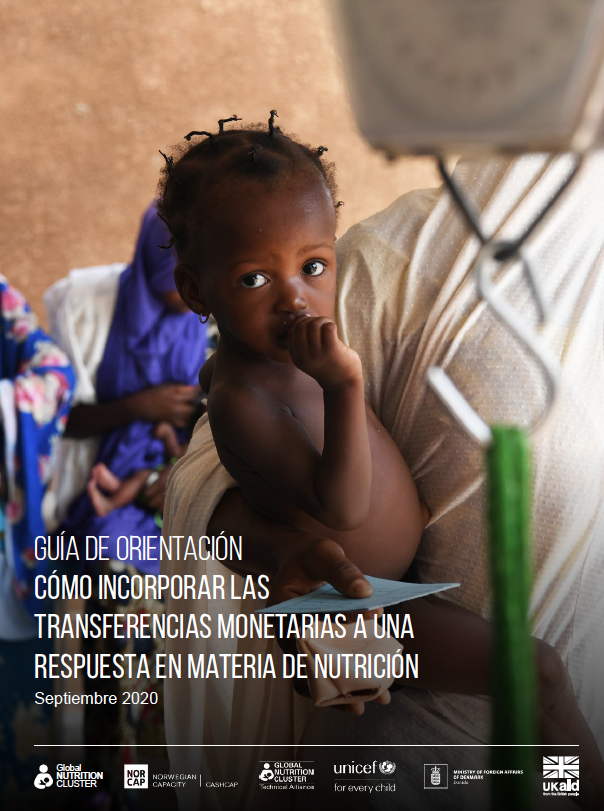 GUÍA DE ORIENTACIÓN
CÓMO INCORPORAR LAS
TRANSFERENCIAS MONETARIAS A UNA
RESPUESTA EN MATERIA DE NUTRICIÓN
Septiembre 2020
Global
NUTRITION
CLUSTER
NOR
CAP
NORWEGIAN
CAPACITY
CASHCAP
GLOBAL
NUTRITION
CLUSTER
Technical Alliance
unicef
for every child
MINISTRY OF FOREIGN AFFAIRS
OF DENMARK
Danida
UKaid
from the British people